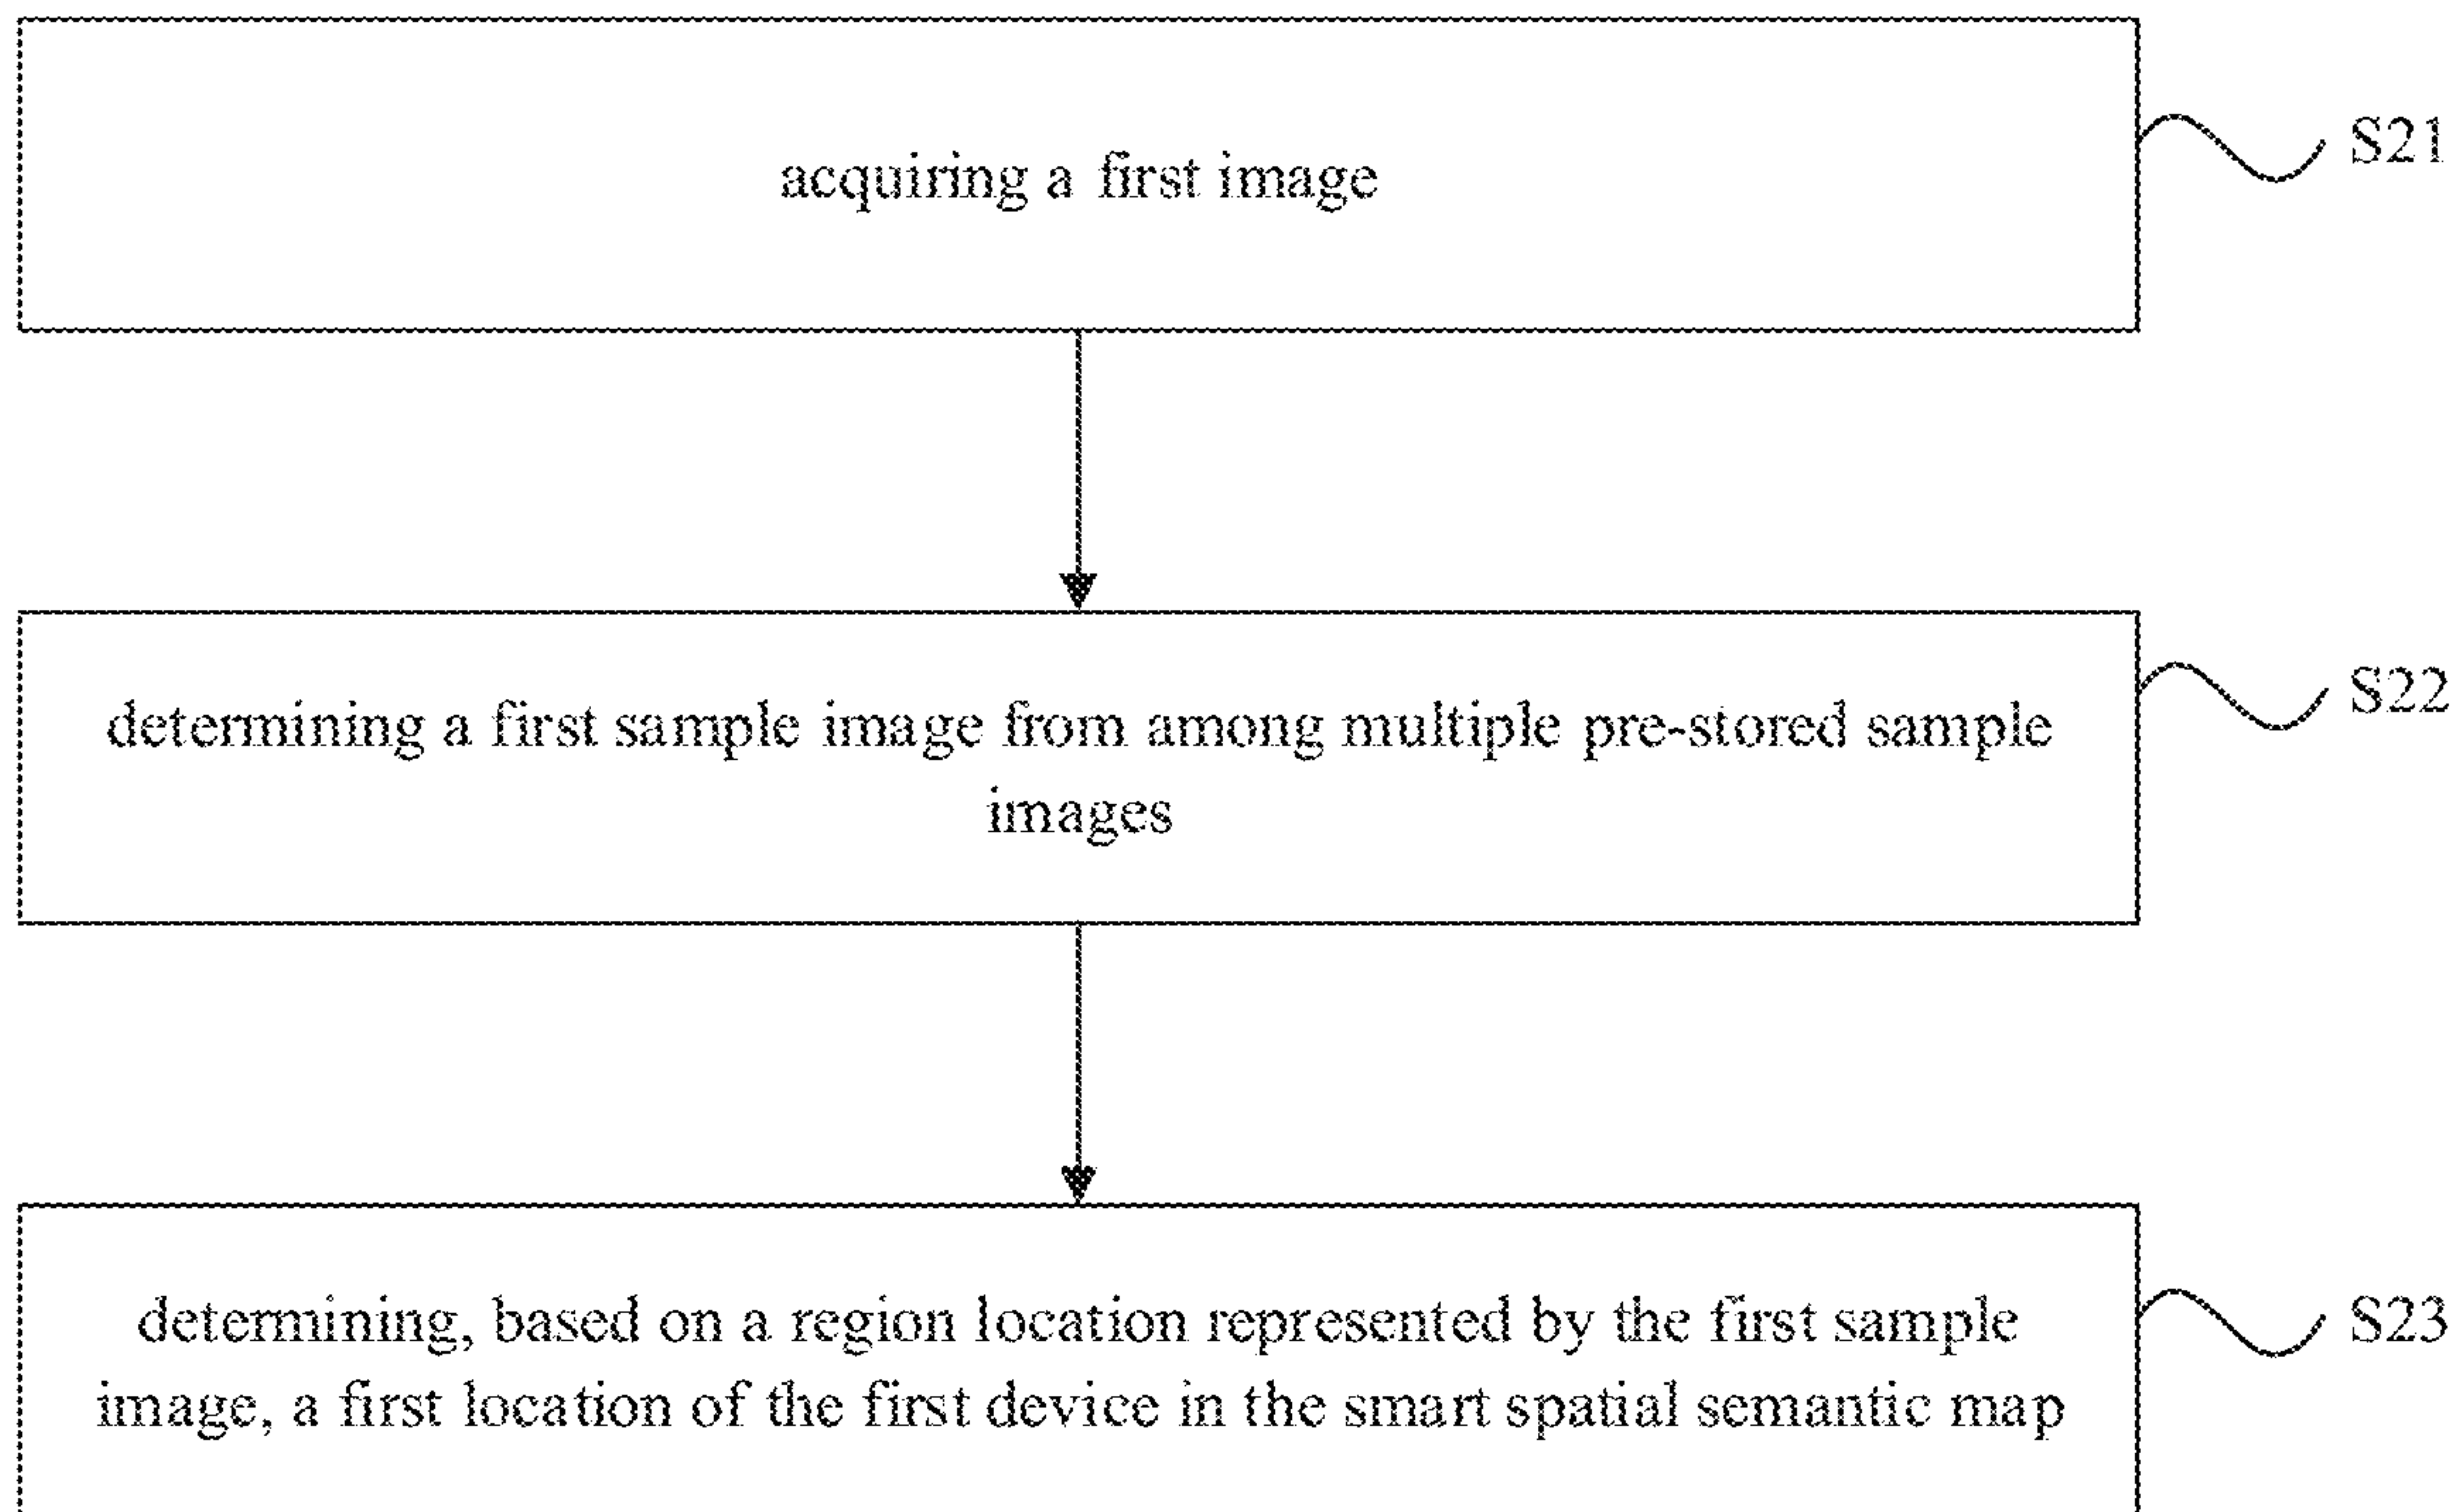 acquiring a first image
S21
determining a first sample image from among multiple pre-stored sample
images
S22
determining, based on a region location represented by the first sample
image, a first location of the first device in the smart spatial semantic map
S23